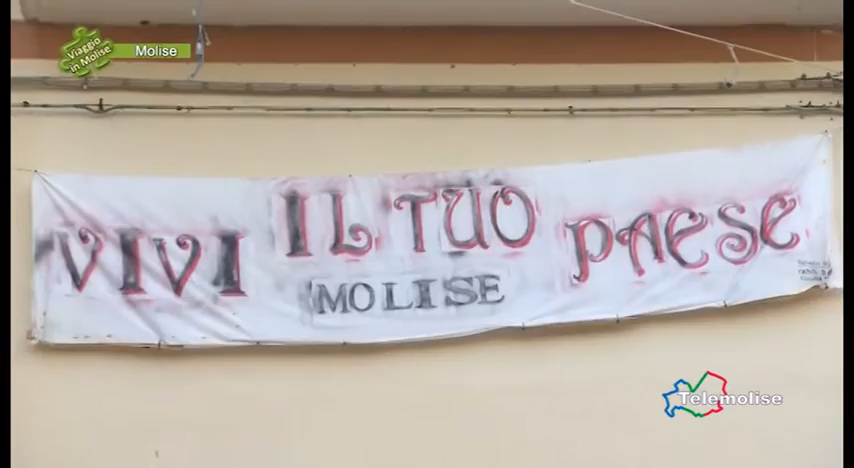 Viaggio
in Molise
Molise
VIVI IL TUO PAESE
MOLISE
Telemolise